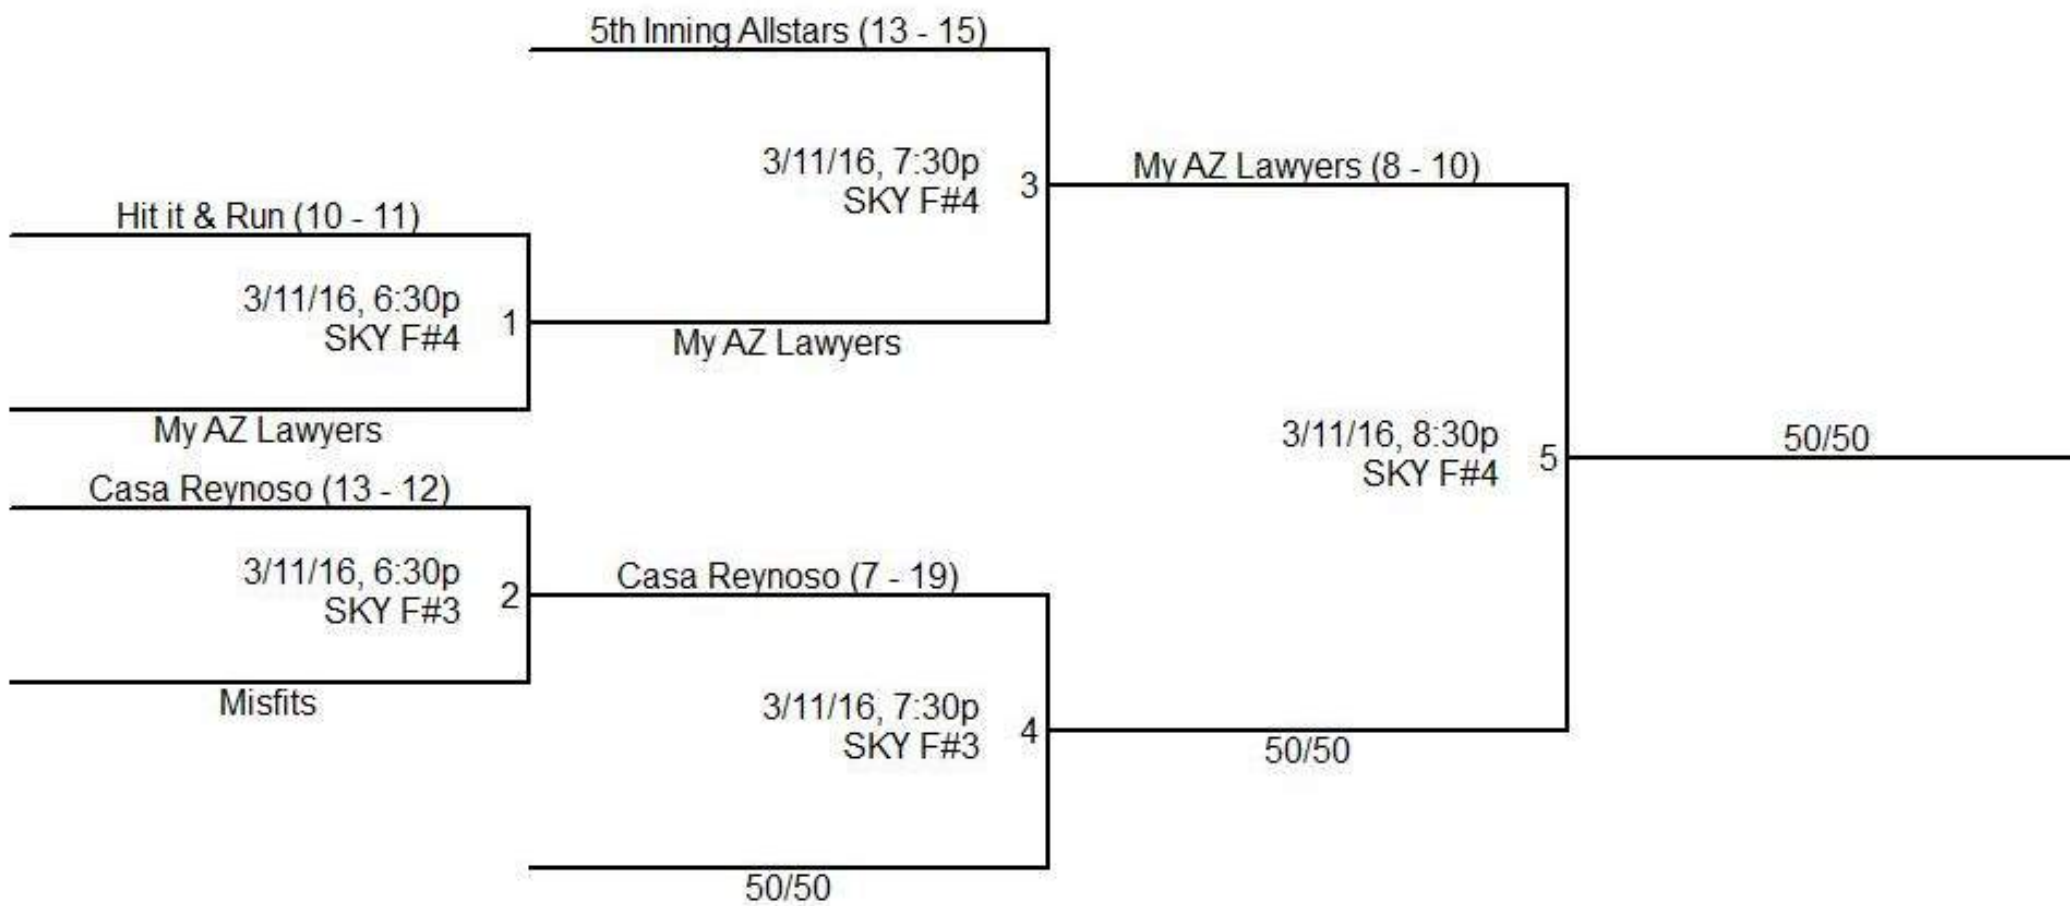 5th Inning Allstars (13 - 15)
3/11/16, 7:30p
SKY F#4
3
My AZ Lawyers (8 - 10)
Hit it & Run (10 - 11)
3/11/16, 6:30p
SKY F#4
1
My AZ Lawyers
My AZ Lawyers
Casa Reynoso (13 - 12)
3/11/16, 8:30p
SKY F#4
5
50/50
3/11/16, 6:30p
SKY F#3
2
Casa Reynoso (7 - 19)
Misfits
3/11/16, 7:30p
SKY F#3
4
50/50
50/50